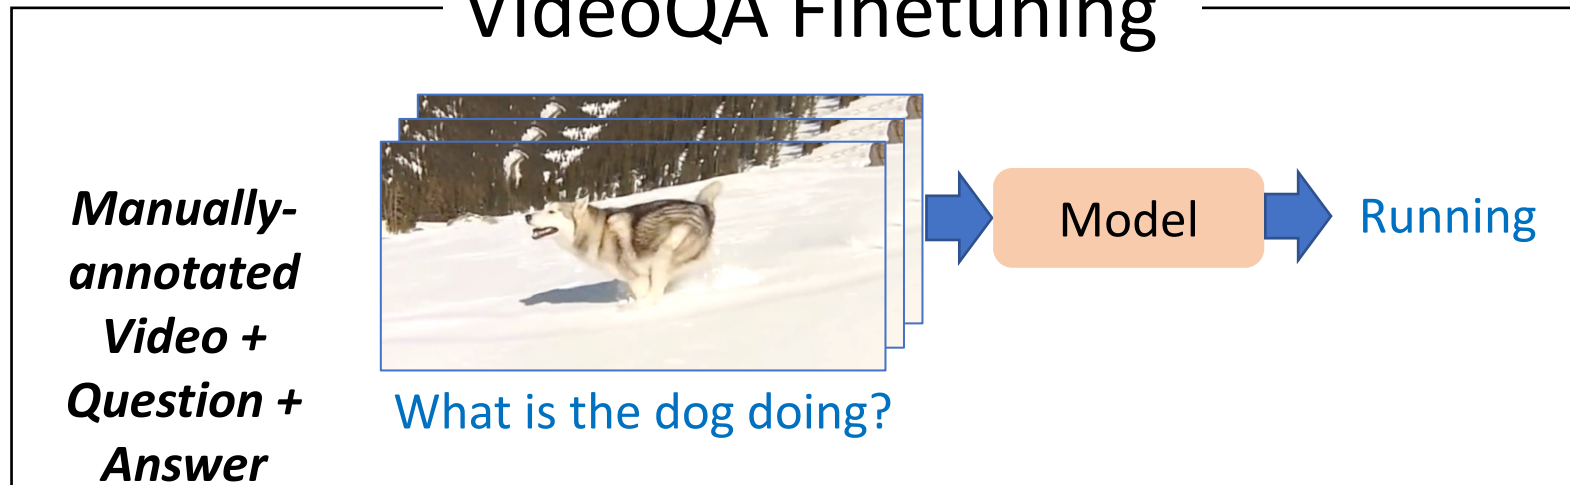 VideoQA Finetuning
Manually-
annotated
Video +
Question +
Answer
What is the dog doing?
Model
Running